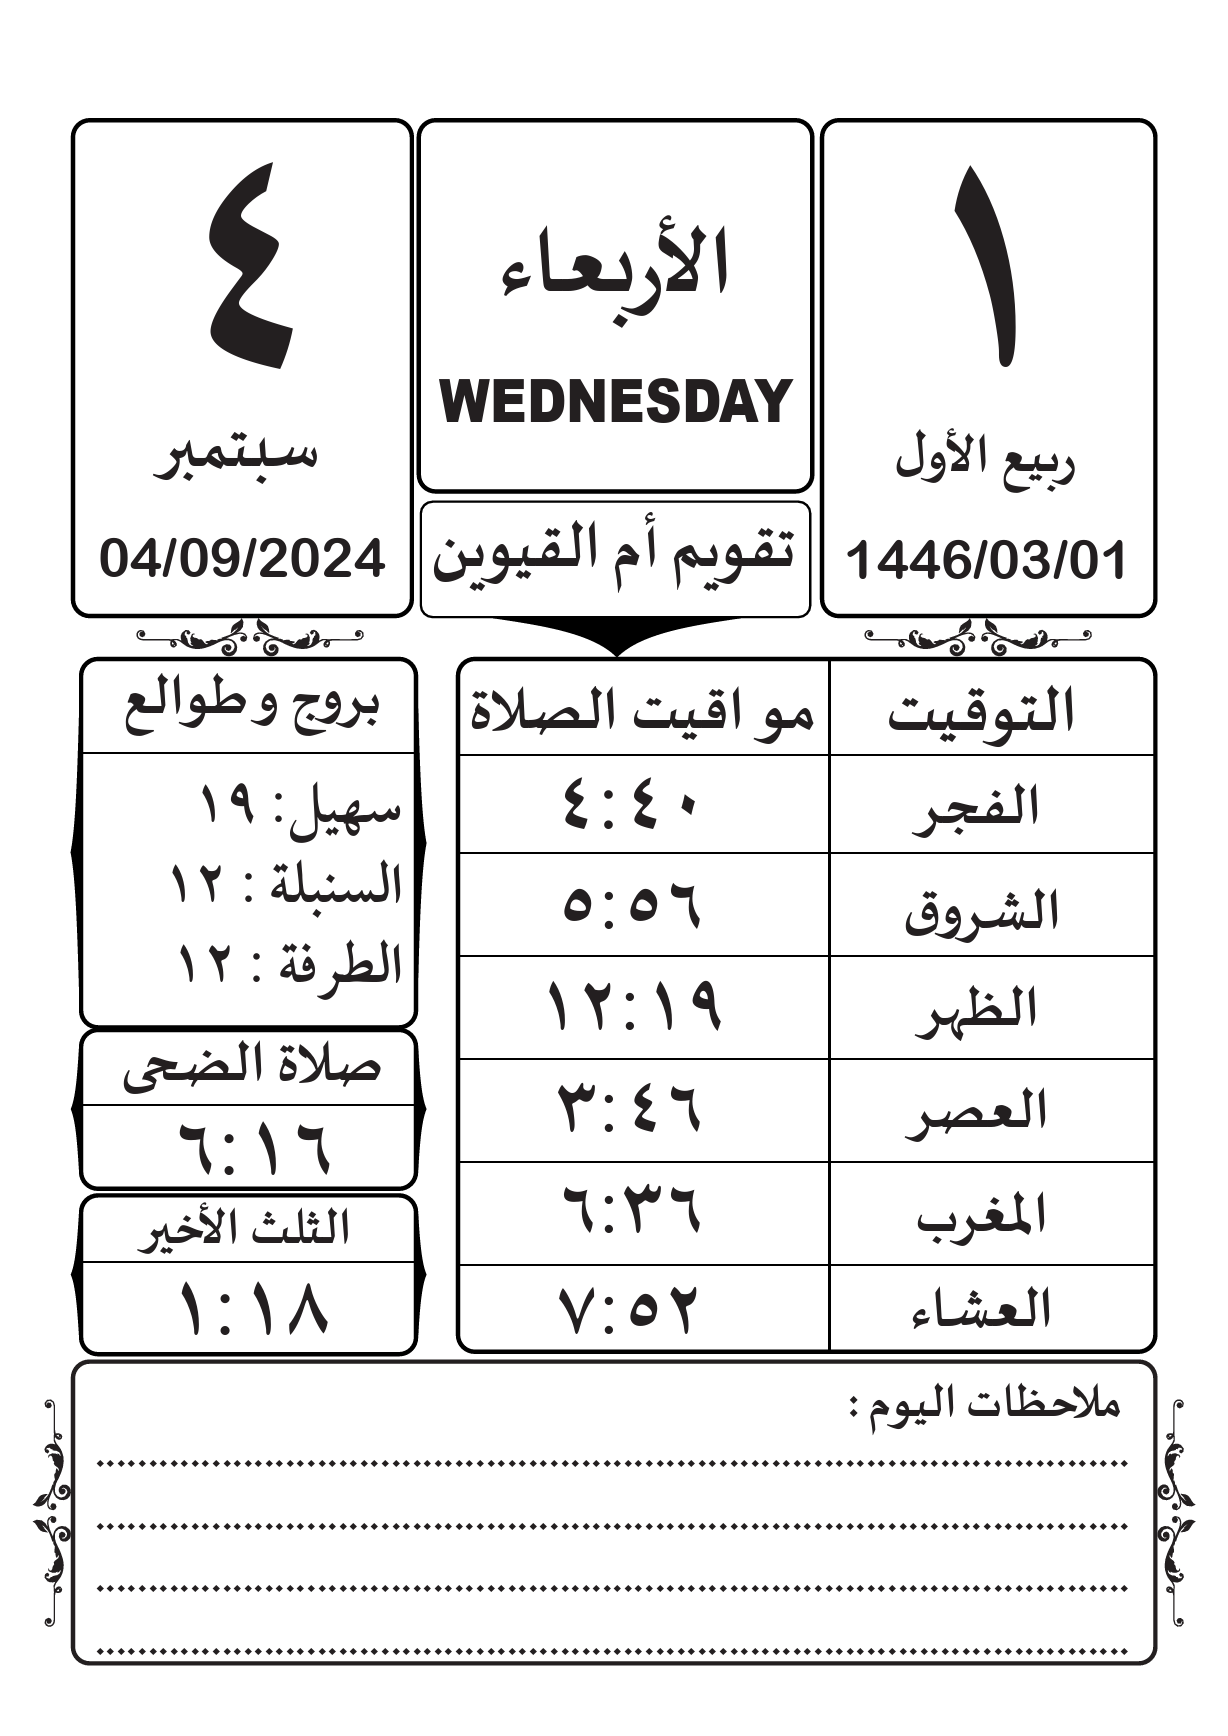 ١
ربيع الأول
1446/03/01
الأربعاء
WEDNESDAY
تقويم أم القيوين
٤
سبتمبر
04/09/2024
التوقيت مواقيت الصلاة
الفجر ٤:٤٠
الشروق ٥:٥٦
الظهر ١٢:١٩
العصر ٣:٤٦
المغرب ٦:٣٦
العشاء ٧:٥٢
بروج وطوالع
سهيل: ١٩
السنبلة : ١٢
الطرفة : ١٢
صلاة الضحى
٦:١٦
الثلث الأخير
١:١٨
ملاحظات اليوم :